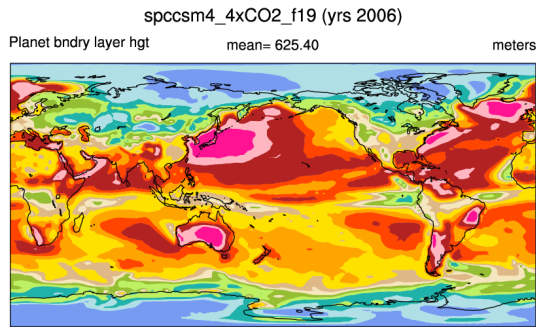 spccsm4_4xCO2_f19 (yrs 2006)
Planet bndry layer hgt mean= 625.40 meters